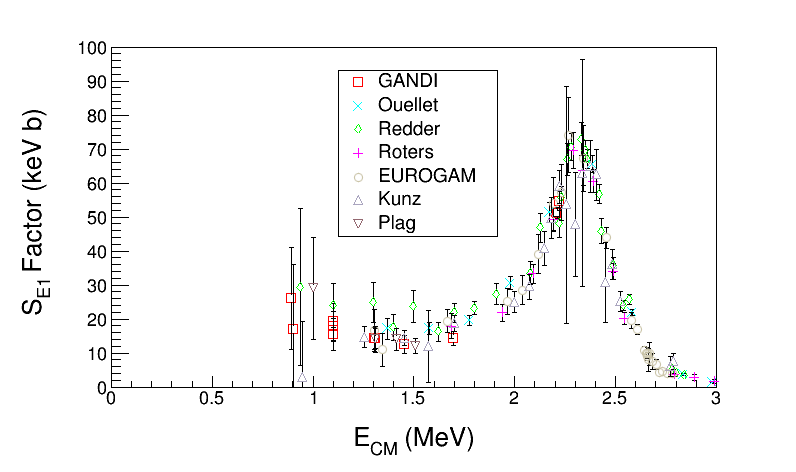 S_E1 Factor (keV b)
100
90
80
70
60
50
40
30
20
10
0
GANDI
Ouellet
Redder
Roters
EUROGAM
Kunz
Plag
0 0.5 1 1.5 2 2.5 3
E_CM (MeV)